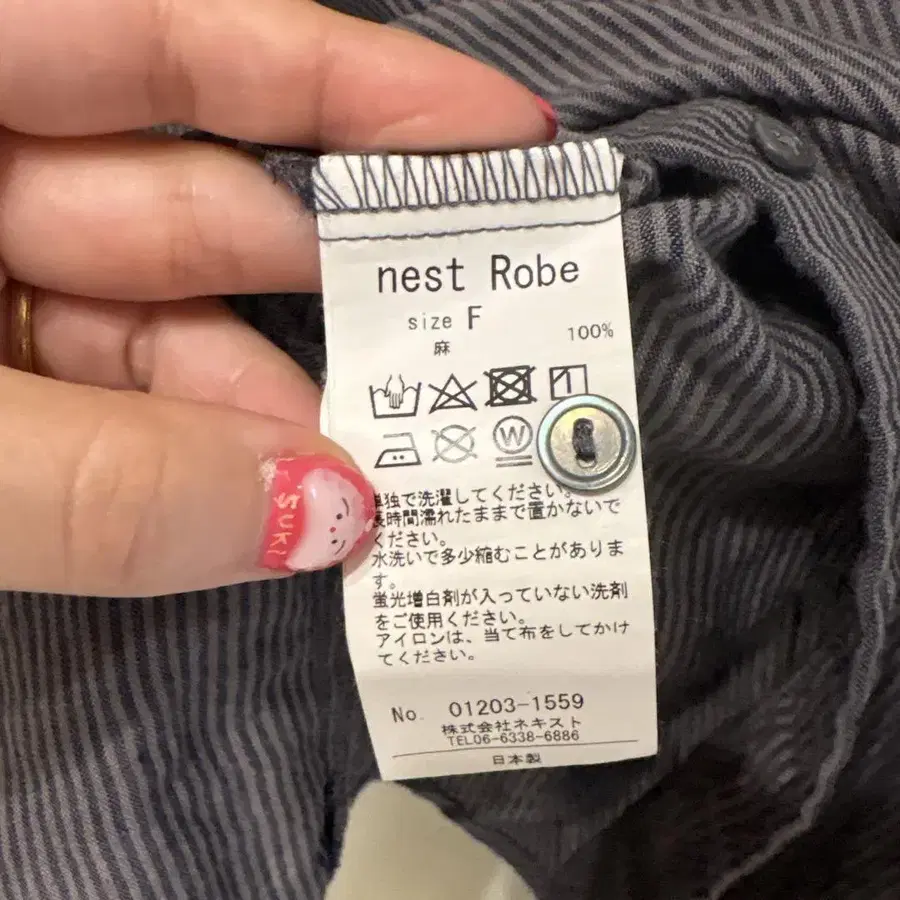 nest Robe
size F
麻 100%
W
単独で洗濯してください。
長時間濡れたままで置かないで
ください。
水洗いで多少縮むことがありま
す。
蛍光増白剤が入っていない洗剤
をご使用ください。
アイロンは、当て布をしてかけ
てください。
No. 01203-1559
株式会社ネキスト
TEL06-6338-6886
日本製
SUKI